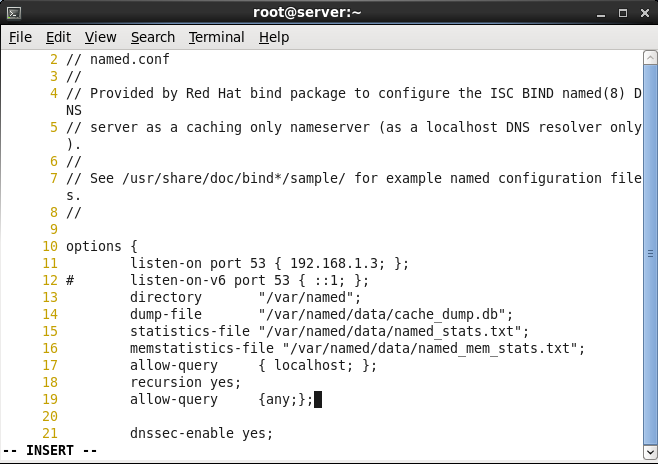 root@server:~
File Edit View Search Terminal Help
2 // named.conf
3 //
4 // Provided by Red Hat bind package to configure the ISC BIND named(8) D
NS
5 // server as a caching only nameserver (as a localhost DNS resolver only
).
6 //
7 // See /usr/share/doc/bind*/sample/ for example named configuration file
s.
8 //
9
10 options {
11         listen-on port 53 { 192.168.1.3; };
12 #       listen-on-v6 port 53 { ::1; };
13         directory       "/var/named";
14         dump-file       "/var/named/data/cache_dump.db";
15         statistics-file "/var/named/data/named_stats.txt";
16         memstatistics-file "/var/named/data/named_mem_stats.txt";
17         allow-query     { localhost; };
18         recursion yes;
19         allow-query     {any;};
20
21         dnssec-enable yes;
-- INSERT --